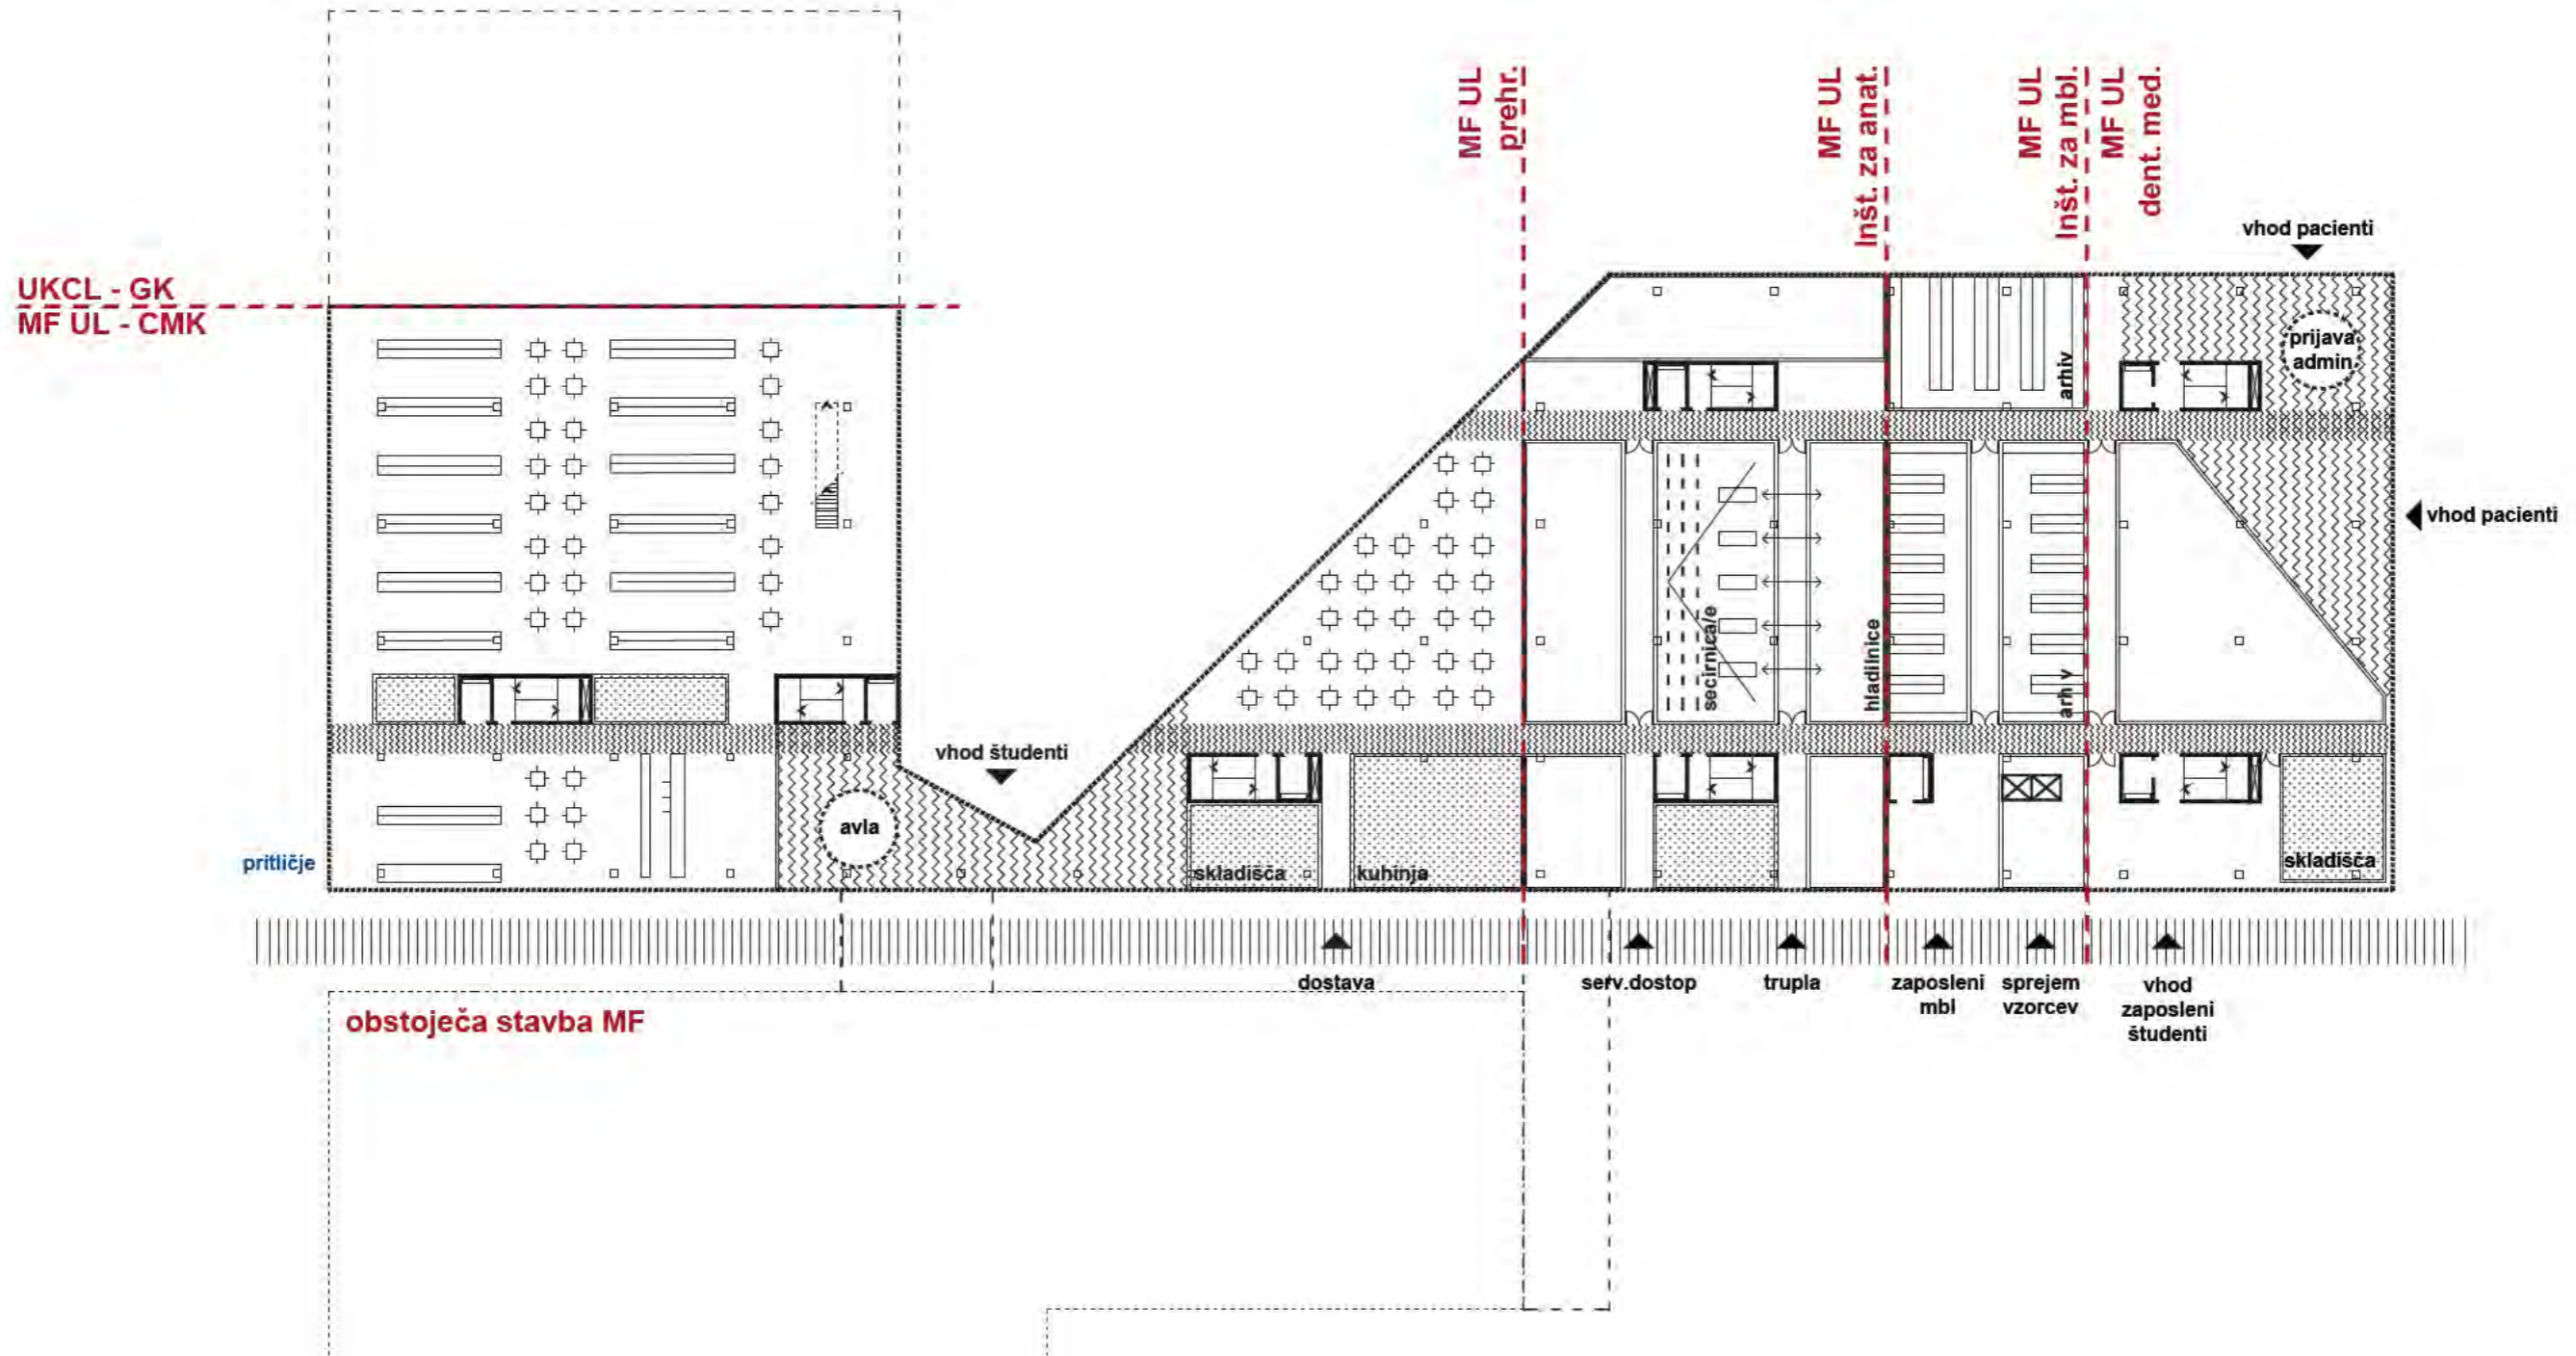 MF UL
prehr.
MF UL
Inšt. za anat.
MF UL
Inšt. za mbl.
MF UL
dent. med.
vhod pacienti
UKCL - GK
MF UL - CMK
prijava
admin
arhiv
vhod pacienti
secirnica/e
hladilnice
arhiv
vhod študenti
avla
pritličje
skladišča
kuhinja
skladišča
dostava
serv.dostop
trupla
zaposleni
mbl
sprejem
vzorcev
vhod
zaposleni
študenti
obstoječa stavba MF